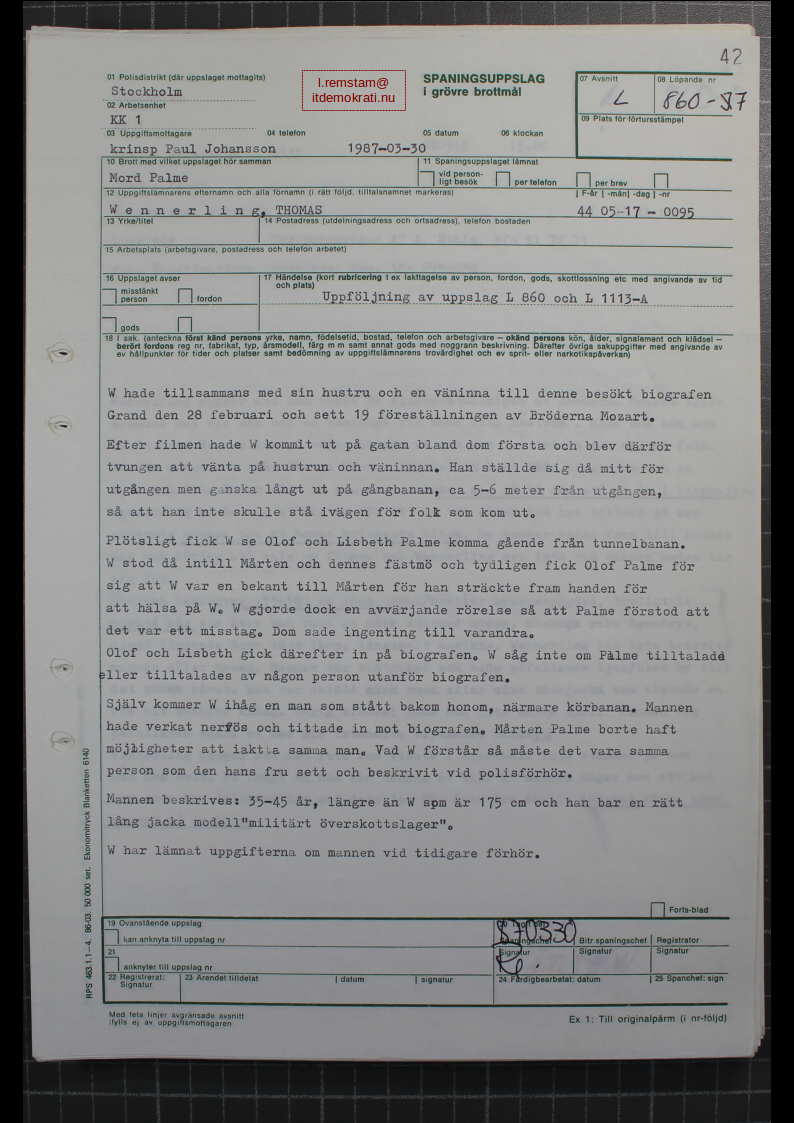 42
01 Polisdistrikt (där uppslaget mottagits)
Stockholm
l.remstam@
itdemokrati.nu
SPANINGSUPPSLAG
i grövre brottmål
07 Avsnitt
L
08 Löpande nr
860-87
02 Arbetsenhet
KK 1
09 Plats för förtursstämpel
03 Uppgiftsmottagare 04 telefon 05 datum 06 klockan
krinsp Paul Johansson 1987-03-30
10 Brott med vilket uppslaget hör samman
Mord Palme
11 Spaningsuppslaget lämnat
vid person-
ligt besök per telefon per brev
12 Uppgiftslämnarens efternamn och alla förnamn (i rätt följd, tilltalsnamnet markeras) F-år -mån -dag -nr
W e n n e r l i n g, THOMAS 44 05-17 - 0095
13 Yrke/titel 14 Postadress (utdelningsadress och ortsadress), telefon bostaden
15 Arbetsplats (arbetsgivare, postadress och telefon arbetet)
16 Uppslaget avser
misstänkt
person fordon
gods
17 Händelse (kort rubricering t ex iakttagelse av person, fordon, gods, skottlossning etc med angivande av tid
och plats)
Uppföljning av uppslag L 860 och L 1113-A
18 I sak. (anteckna först känd persons yrke, namn, födelsetid, bostad, telefon och arbetsgivare – okänd persons kön, ålder, signalement och klädsel –
berört fordons reg nr, fabrikat, typ, årsmodell, färg m m samt annat gods med noggrann beskrivning. Därefter övriga sakuppgifter med angivande av
ev hållpunkter för tider och platser samt bedömning av uppgiftslämnarens trovärdighet och ev sprit- eller narkotikapåverkan)
W hade tillsammans med sin hustru och en väninna till denne besökt biografen
Grand den 28 februari och sett 19 föreställningen av Bröderna Mozart.
Efter filmen hade W kommit ut på gatan bland dom första och blev därför
tvungen att vänta på hustrun och väninnan. Han ställde sig då mitt för
utgången men ganska långt ut på gångbanan, ca 5-6 meter från utgången,
så att han inte skulle stå ivägen för folk som kom ut.
Plötsligt fick W se Olof och Lisbeth Palme komma gående från tunnelbanan.
W stod då intill Mårten och dennes fästmö och tydligen fick Olof Palme för
sig att W var en bekant till Mårten för han sträckte fram handen för
att hälsa på W. W gjorde dock en avvärjande rörelse så att Palme förstod att
det var ett misstag. Dom sade ingenting till varandra.
Olof och Lisbeth gick därefter in på biografen. W såg inte om Palme tilltalade
eller tilltalades av någon person utanför biografen.
Själv kommer W ihåg en man som stått bakom honom, närmare körbanan. Mannen
hade verkat nervös och tittade in mot biografen. Mårten Palme borte haft
möjligheter att iaktta samma man. Vad W förstår så måste det vara samma
person som den hans fru sett och beskrivit vid polisförhör.
Mannen beskrives: 35-45 år, längre än W spm är 175 cm och han bar en rätt
lång jacka modell"militärt överskottslager".
W har lämnat uppgifterna om mannen vid tidigare förhör.
Forts-blad
19 Ovanstående uppslag
kan anknyta till uppslag nr
870330
Spaningschef Bitr spaningschef Registrator
21
anknyter till uppslag nr
Signatur Signatur Signatur
22 Registrerat:
Signatur
23 Ärendet tilldelat datum signatur 24 Färdigbearbetat: datum 25 Spanchef: sign
Med feta linjer avgränsade avsnitt
ifylls ej av uppgiftsmottagaren
Ex 1: Till originalpärm (i nr-följd)
RPS 463.1.1–4. 86-03. 50 000 set. Ekonomitryck Blanketten 6140